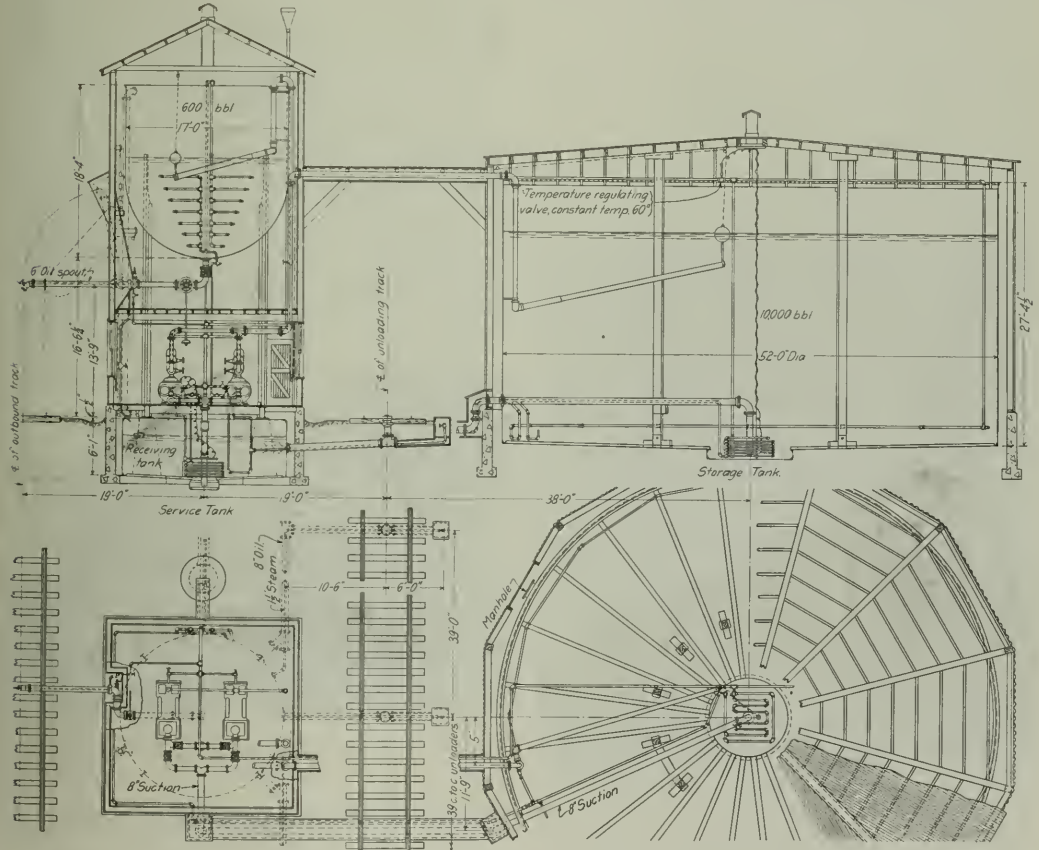 600 bbl
17'-0"
18'-4"
Temperature regulating
valve, constant temp. 60°
6" Oil spout
10,000 bbl
52'-0" Dia
27'-4½"
16'-6½"
13'-9"
6'-1"
℄ of outbound track
℄ of unloading track
Receiving
tank
Storage Tank.
19'-0"
19'-0"
38'-0"
Service Tank
8" Oil
Steam
10'-6"
6'-0"
39'-0"
Manhole
5'
39' c. to c. unloaders
11'-9"
8" Suction
8" Suction